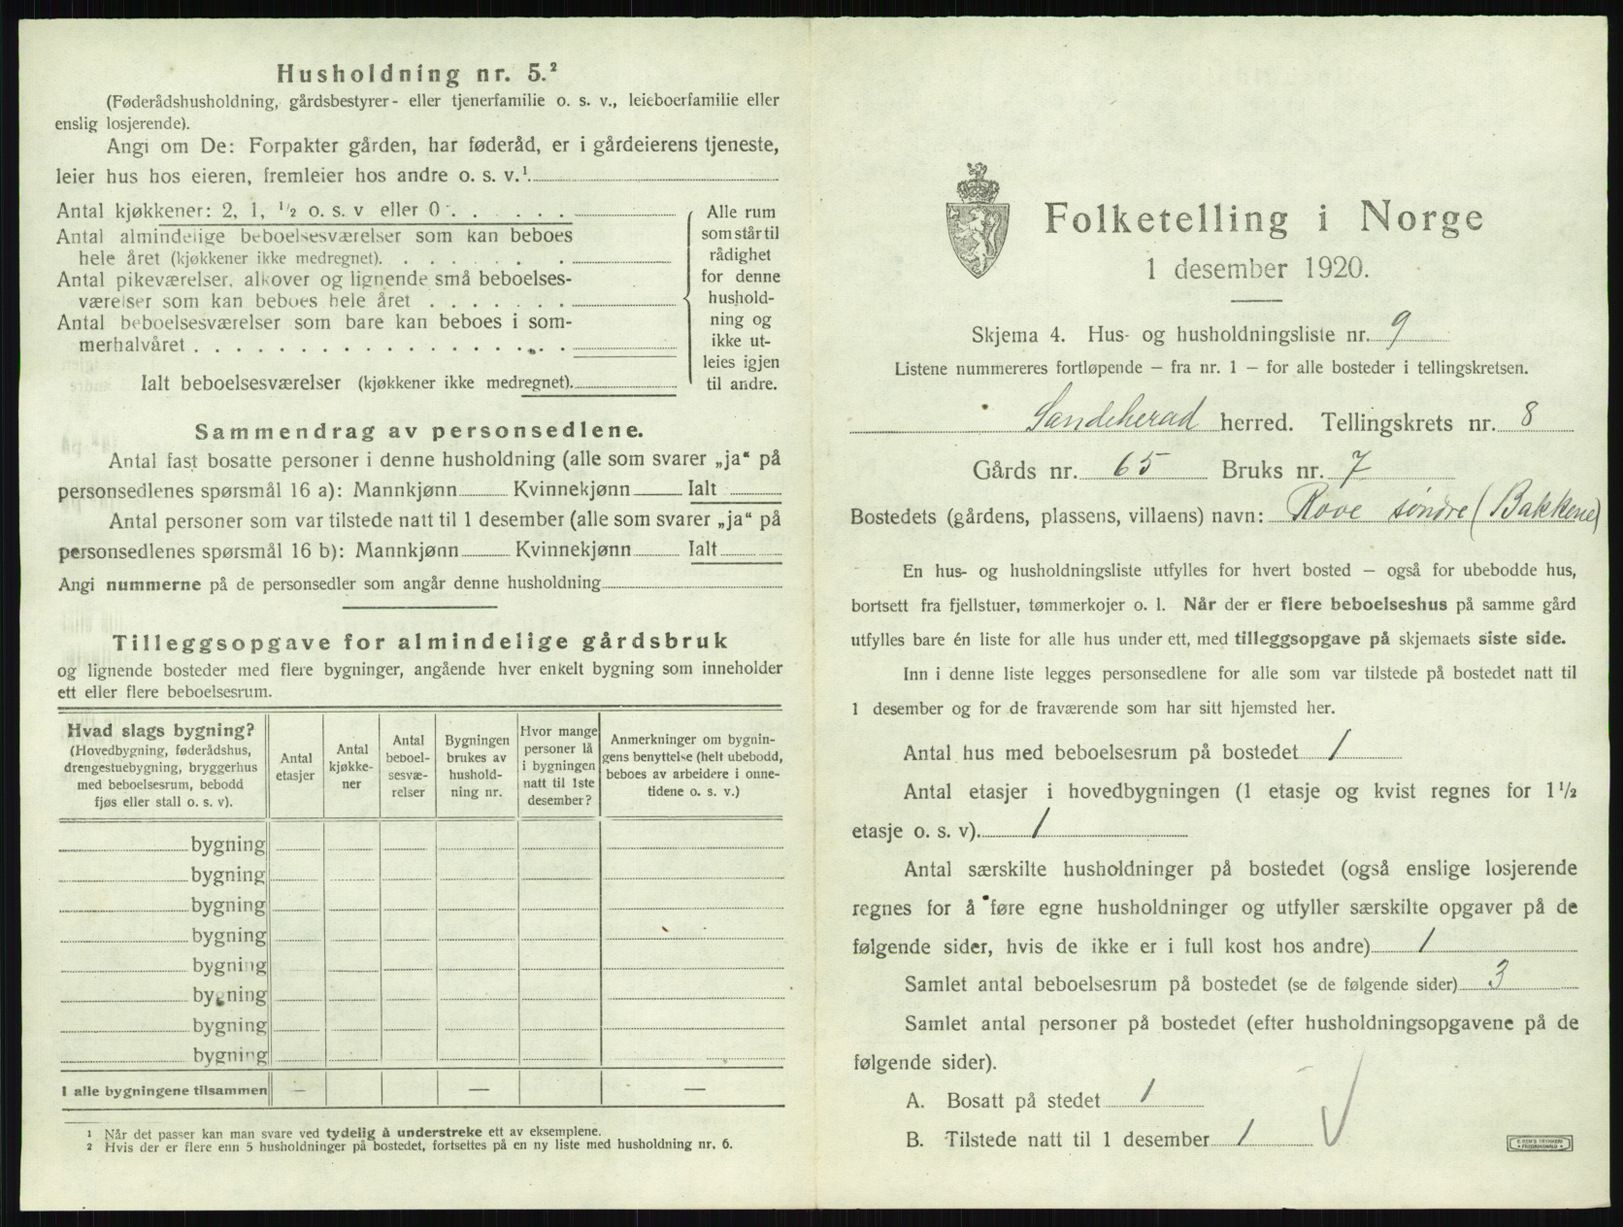 Husholdning nr. 5.²
(Føderådshusholdning, gårdsbestyrer- eller tjenerfamilie o. s. v., leieboerfamilie eller
enslig losjerende).
Angi om De: Forpakter gården, har føderåd, er i gårdeierens tjeneste,
leier hus hos eieren, fremleier hos andre o. s. v.¹
Antal kjøkkener: 2, 1, 1/2 o. s. v eller 0
Antal almindelige beboelsesværelser som kan beboes
hele året (kjøkkener ikke medregnet).
Antal pikeværelser, alkover og lignende små beboelses-
værelser som kan beboes hele året
Antal beboelsesværelser som bare kan beboes i som-
merhalvåret
Ialt beboelsesværelser (kjøkkener ikke medregnet).
Alle rum
som står til
rådighet
for denne
hushold-
ning og
ikke ut-
leies igjen
til andre.
Sammendrag av personsedlene.
Antal fast bosatte personer i denne husholdning (alle som svarer „ja“ på
personsedlenes spørsmål 16 a): Mannkjønn Kvinnekjønn Ialt
Antal personer som var tilstede natt til 1 desember (alle som svarer „ja“ på
personsedlenes spørsmål 16 b): Mannkjønn Kvinnekjønn Ialt
Angi nummerne på de personsedler som angår denne husholdning
Tilleggsopgave for almindelige gårdsbruk
og lignende bosteder med flere bygninger, angående hver enkelt bygning som inneholder
ett eller flere beboelsesrum.
Hvad slags bygning?
(Hovedbygning, føderådshus,
drengestuebygning, bryggerhus
med beboelsesrum, bebodd
fjøs eller stall o. s. v).
Antal
etasjer
Antal
kjøkke-
ner
Antal
beboel-
sesvæ-
relser
Bygningen
brukes av
hushold-
ning nr.
Hvor mange
personer lå
i bygningen
natt til 1ste
desember?
Anmerkninger om bygnin-
gens benyttelse (helt ubebodd,
beboes av arbeidere i onne-
tidene o. s. v.)
bygning
bygning
bygning
bygning
bygning
bygning
bygning
bygning
I alle bygningene tilsammen — — —
¹ Når det passer kan man svare ved tydelig å understreke ett av eksemplene.
² Hvis der er flere enn 5 husholdninger på bostedet, fortsettes på en ny liste med husholdning nr. 6.
Folketelling i Norge
1 desember 1920.
Skjema 4. Hus- og husholdningsliste nr. 9
Listene nummereres fortløpende — fra nr. 1 — for alle bosteder i tellingskretsen.
Sandeherad herred. Tellingskrets nr. 8
Gårds nr. 65 Bruks nr. 7
Bostedets (gårdens, plassens, villaens) navn: Rove søndre (Bakkene)
En hus- og husholdningsliste utfylles for hvert bosted — også for ubebodde hus,
bortsett fra fjellstuer, tømmerkojer o. l. Når der er flere beboelseshus på samme gård
utfylles bare én liste for alle hus under ett, med tilleggsopgave på skjemaets siste side.
Inn i denne liste legges personsedlene for alle som var tilstede på bostedet natt til
1 desember og for de fraværende som har sitt hjemsted her.
Antal hus med beboelsesrum på bostedet 1
Antal etasjer i hovedbygningen (1 etasje og kvist regnes for 1 1/2
etasje o. s. v). 1
Antal særskilte husholdninger på bostedet (også enslige losjerende
regnes for å føre egne husholdninger og utfyller særskilte opgaver på de
følgende sider, hvis de ikke er i full kost hos andre) 1
Samlet antal beboelsesrum på bostedet (se de følgende sider) 3
Samlet antal personer på bostedet (efter husholdningsopgavene på de
følgende sider).
A. Bosatt på stedet 1
B. Tilstede natt til 1 desember 1